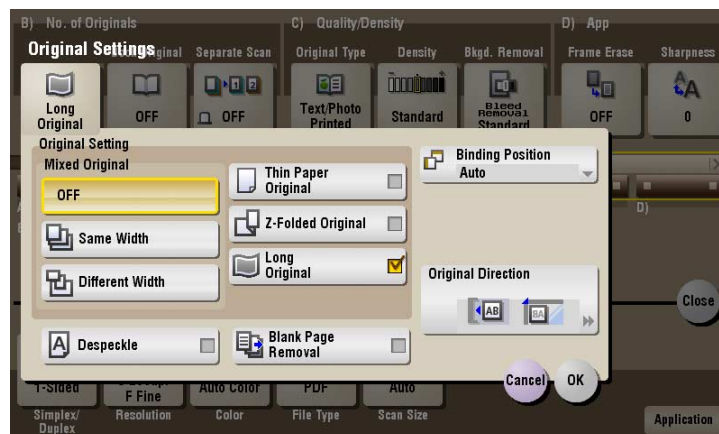 B) No. of Originals
C) Quality/Density
D) App
Original Settings
Original
Separate Scan
Original Type
Density
Bkgd. Removal
Frame Erase
Sharpness
Long
Original
OFF
OFF
Text/Photo
Printed
Standard
Bleed
Removal
Standard
OFF
0
Original Setting
Mixed Original
OFF
Same Width
Different Width
Thin Paper
Original
Z-Folded Original
Long
Original
Binding Position
Auto
Original Direction
AB
BA
D)
Close
A
Despeckle
Blank Page
Removal
Cancel
OK
1-Sided
F Fine
Auto Color
PDF
Auto
Simplex/
Duplex
Resolution
Color
File Type
Scan Size
Application